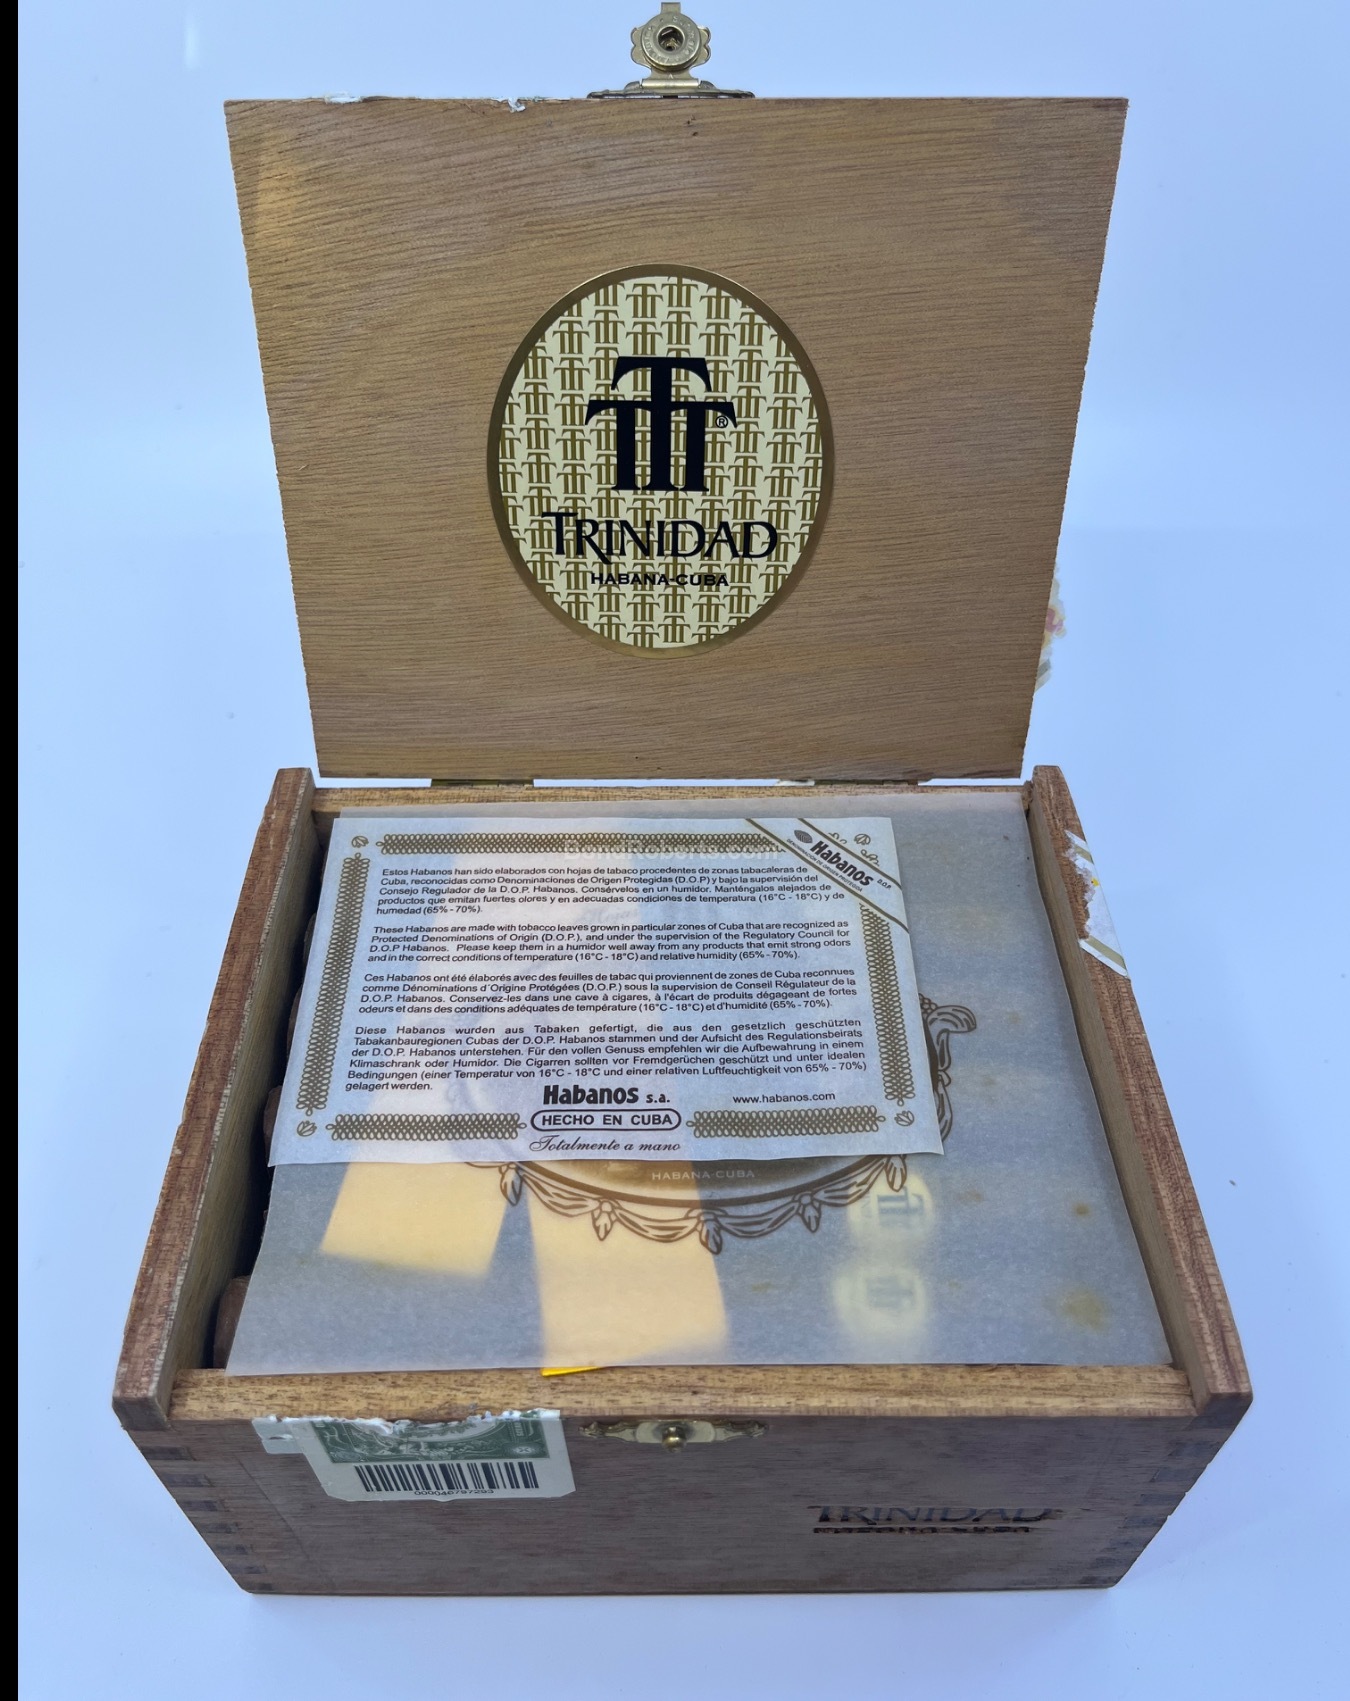 TTT®
TRINIDAD
HABANA-CUBA
BondRoberts.com
Habanos D.O.P.
DENOMINACIÓN DE ORIGEN PROTEGIDA
Estos Habanos han sido elaborados con hojas de tabaco procedentes de zonas tabacaleras de
Cuba, reconocidas como Denominaciones de Origen Protegidas (D.O.P) y bajo la supervisión del
Consejo Regulador de la D.O.P. Habanos. Consérvelos en un humidor. Manténgalos alejados de
productos que emitan fuertes olores y en adecuadas condiciones de temperatura (16°C - 18°C) y de
humedad (65% - 70%).
These Habanos are made with tobacco leaves grown in particular zones of Cuba that are recognized as
Protected Denominations of Origin (D.O.P.), and under the supervision of the Regulatory Council for
D.O.P Habanos. Please keep them in a humidor well away from any products that emit strong odors
and in the correct conditions of temperature (16°C - 18°C) and relative humidity (65% - 70%).
Ces Habanos ont été élaborés avec des feuilles de tabac qui proviennent de zones de Cuba reconnues
comme Dénominations d´Origine Protégées (D.O.P.) sous la supervision de Conseil Régulateur de la
D.O.P. Habanos. Conservez-les dans une cave à cigares, à l'écart de produits dégageant de fortes
odeurs et dans des conditions adéquates de température (16°C - 18°C) et d'humidité (65% - 70%).
Diese Habanos wurden aus Tabaken gefertigt, die aus den gesetzlich geschützten
Tabakanbauregionen Cubas der D.O.P. Habanos stammen und der Aufsicht des Regulationsbeirats
der D.O.P. Habanos unterstehen. Für den vollen Genuss empfehlen wir die Aufbewahrung in einem
Klimaschrank oder Humidor. Die Cigarren sollten vor Fremdgerüchen geschützt und unter idealen
Bedingungen (einer Temperatur von 16°C - 18°C und einer relativen Luftfeuchtigkeit von 65% - 70%)
gelagert werden.
Habanos s.a.
www.habanos.com
HECHO EN CUBA
Totalmente a mano
HABANA-CUBA
TRINIDAD